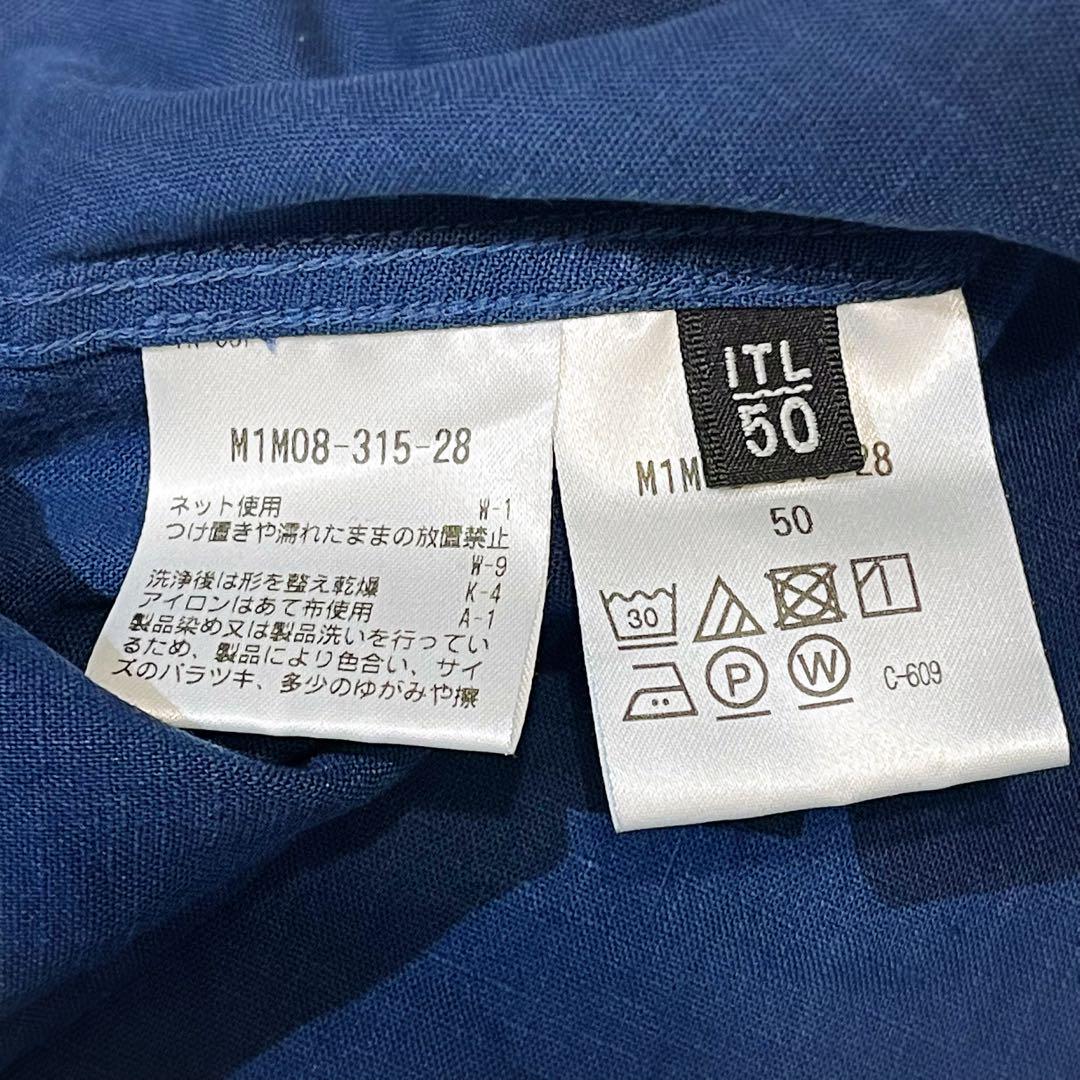 M1M08-315-28
ネット使用 W-1
つけ置きや濡れたままの放置禁止
W-9
洗浄後は形を整え乾燥 K-4
アイロンはあて布使用 A-1
製品染め又は製品洗いを行ってい
るため、製品により色合い、サイ
ズのバラツキ、多少のゆがみや擦
ITL
50
M1M 28
50
30
P W C-609